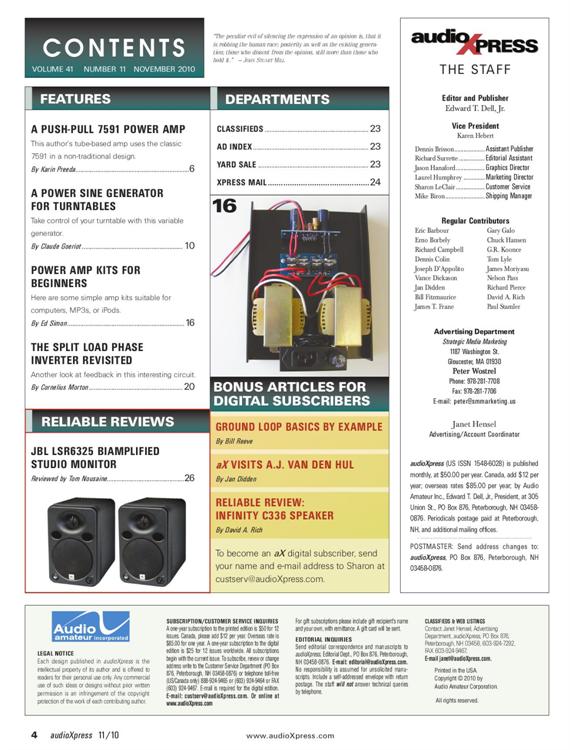 CONTENTS
VOLUME 41 NUMBER 11 NOVEMBER 2010
"The peculiar evil of silencing the expression of an opinion is, that it
is robbing the human race; posterity as well as the existing genera-
tion; those who dissent from the opinion, still more than those who
hold it." — JOHN STUART MILL
FEATURES
A PUSH-PULL 7591 POWER AMP
This author's tube-based amp uses the classic
7591 in a non-traditional design.
By Karin Preeda 6
A POWER SINE GENERATOR
FOR TURNTABLES
Take control of your turntable with this variable
generator.
By Claude Goeriot 10
POWER AMP KITS FOR
BEGINNERS
Here are some simple amp kits suitable for
computers, MP3s, or iPods.
By Ed Simon 16
THE SPLIT LOAD PHASE
INVERTER REVISITED
Another look at feedback in this interesting circuit.
By Cornelius Morton 20
RELIABLE REVIEWS
JBL LSR6325 BIAMPLIFIED
STUDIO MONITOR
Reviewed by Tom Nousaine 26
DEPARTMENTS
CLASSIFIEDS 23
AD INDEX 23
YARD SALE 23
XPRESS MAIL 24
16
BONUS ARTICLES FOR
DIGITAL SUBSCRIBERS
GROUND LOOP BASICS BY EXAMPLE
By Bill Reeve
aX VISITS A.J. VAN DEN HUL
By Jan Didden
RELIABLE REVIEW:
INFINITY C336 SPEAKER
By David A. Rich
To become an aX digital subscriber, send
your name and e-mail address to Sharon at
custserv@audioXpress.com.
audioXPRESS
THE STAFF
Editor and Publisher
Edward T. Dell, Jr.
Vice President
Karen Hebert
Dennis Brisson Assistant Publisher
Richard Surrette Editorial Assistant
Jason Hanaford Graphics Director
Laurel Humphrey Marketing Director
Sharon LeClair Customer Service
Mike Biron Shipping Manager
Regular Contributors
Eric Barbour Gary Galo
Erno Borbely Chuck Hansen
Richard Campbell G.R. Koonce
Dennis Colin Tom Lyle
Joseph D'Appolito James Moriyasu
Vance Dickason Nelson Pass
Jan Didden Richard Pierce
Bill Fitzmaurice David A. Rich
James T. Frane Paul Stamler
Advertising Department
Strategic Media Marketing
1187 Washington St.
Gloucester, MA 01930
Peter Wostrel
Phone: 978-281-7708
Fax: 978-281-7706
E-mail: peter@smmarketing.us
Janet Hensel
Advertising/Account Coordinator
audioXpress (US ISSN 1548-6028) is published
monthly, at $50.00 per year. Canada, add $12 per
year; overseas rates $85.00 per year; by Audio
Amateur Inc., Edward T. Dell, Jr., President, at 305
Union St., PO Box 876, Peterborough, NH 03458-
0876. Periodicals postage paid at Peterborough,
NH, and additional mailing offices.
POSTMASTER: Send address changes to:
audioXpress, PO Box 876, Peterborough, NH
03458-0876.
Audio
amateur incorporated
LEGAL NOTICE
Each design published in audioXpress is the
intellectual property of its author and is offered to
readers for their personal use only. Any commercial
use of such ideas or designs without prior written
permission is an infringement of the copyright
protection of the work of each contributing author.
SUBSCRIPTION/CUSTOMER SERVICE INQUIRIES
A one-year subscription to the printed edition is $50 for 12
issues. Canada, please add $12 per year. Overseas rate is
$85.00 for one year. A one-year subscription to the digital
edition is $25 for 12 issues worldwide. All subscriptions
begin with the current issue. To subscribe, renew or change
address write to the Customer Service Department (PO Box
876, Peterborough, NH 03458-0876) or telephone toll-free
(US/Canada only) 888-924-9465 or (603) 924-9464 or FAX
(603) 924-9467. E-mail is required for the digital edition.
E-mail: custserv@audioXpress.com. Or online at
www.audioXpress.com
For gift subscriptions please include gift recipient's name
and your own, with remittance. A gift card will be sent.
EDITORIAL INQUIRIES
Send editorial correspondence and manuscripts to
audioXpress, Editorial Dept., PO Box 876, Peterborough,
NH 03458-0876. E-mail: editorial@audioXpress.com.
No responsibility is assumed for unsolicited manu-
scripts. Include a self-addressed envelope with return
postage. The staff will not answer technical queries
by telephone.
CLASSIFIEDS & WEB LISTINGS
Contact Janet Hensel, Advertising
Department, audioXpress, PO Box 876,
Peterborough, NH 03458, 603-924-7292,
FAX 603-924-9467,
E-mail janet@audioXpress.com.
Printed in the USA
Copyright © 2010 by
Audio Amateur Corporation.
All rights reserved.
4 audioXpress 11/10
www.audioXpress.com